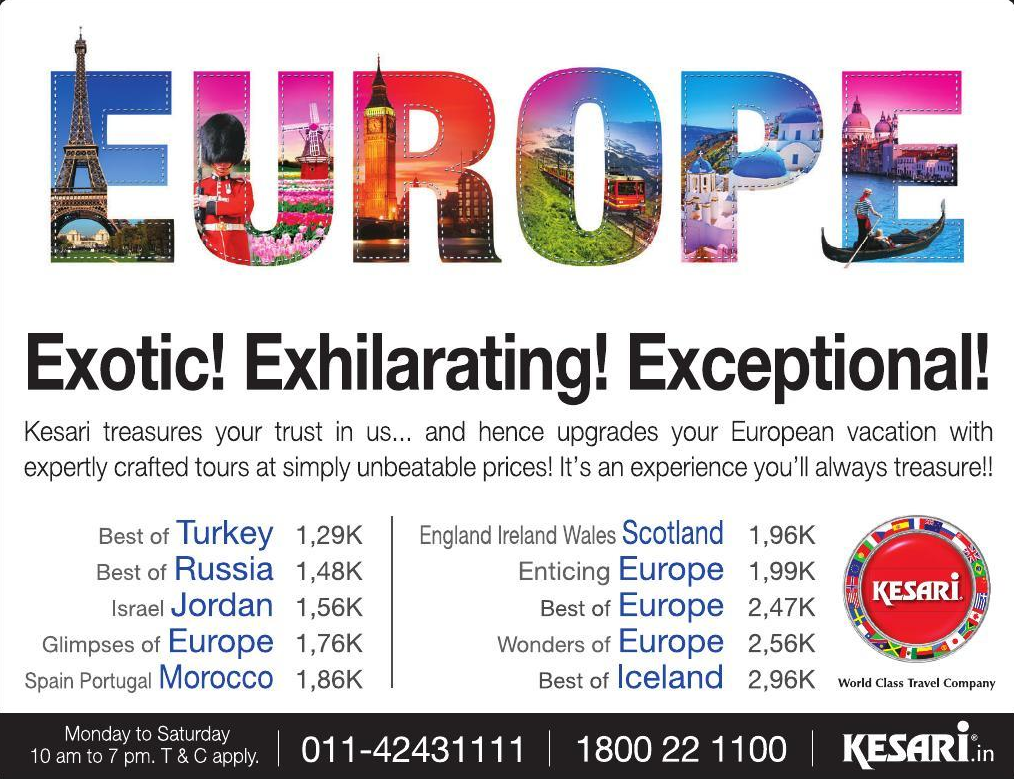 EUROPE
Exotic! Exhilarating! Exceptional!
Kesari treasures your trust in us... and hence upgrades your European vacation with
expertly crafted tours at simply unbeatable prices! It's an experience you'll always treasure!!
Best of Turkey 1,29K
Best of Russia 1,48K
Israel Jordan 1,56K
Glimpses of Europe 1,76K
Spain Portugal Morocco 1,86K
England Ireland Wales Scotland 1,96K
Enticing Europe 1,99K
Best of Europe 2,47K
Wonders of Europe 2,56K
Best of Iceland 2,96K
KESARI
World Class Travel Company
Monday to Saturday
10 am to 7 pm. T & C apply.
011-42431111
1800 22 1100
KESARI®.in